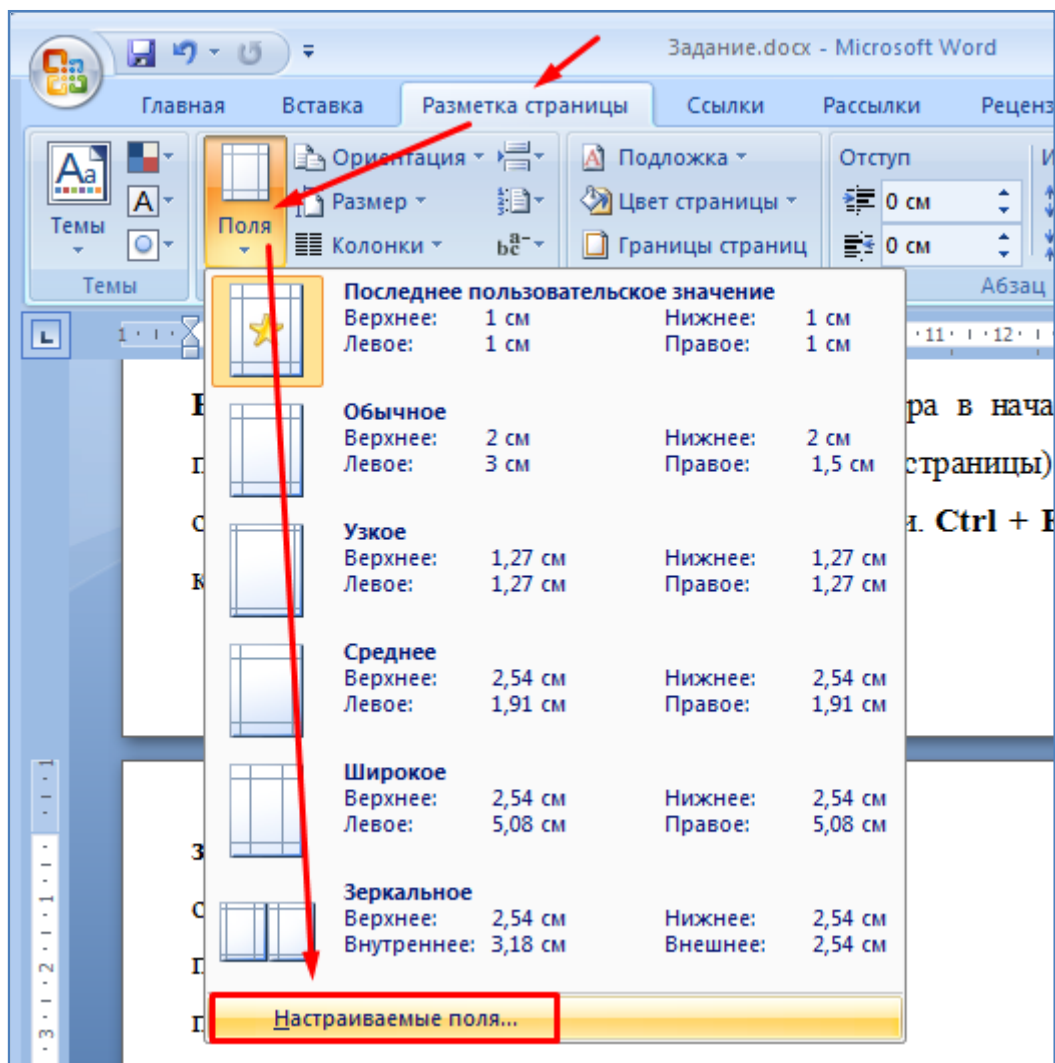 Задание.docx - Microsoft Word
Главная Вставка Разметка страницы Ссылки Рассылки Реценз
Aa Ориентация Подложка Отступ
A Размер Цвет страницы 0 см
Темы Поля Колонки Границы страниц 0 см
Темы Абзац
Последнее пользовательское значение
1 Верхнее: 1 см Нижнее: 1 см 11 12
Левое: 1 см Правое: 1 см
Обычное ра в нача
Верхнее: 2 см Нижнее: 2 см
Левое: 3 см Правое: 1,5 см страницы)
Узкое и. Ctrl +
Верхнее: 1,27 см Нижнее: 1,27 см
Левое: 1,27 см Правое: 1,27 см
Среднее
Верхнее: 2,54 см Нижнее: 2,54 см
Левое: 1,91 см Правое: 1,91 см
Широкое
Верхнее: 2,54 см Нижнее: 2,54 см
Левое: 5,08 см Правое: 5,08 см
Зеркальное
Верхнее: 2,54 см Нижнее: 2,54 см
Внутреннее: 3,18 см Внешнее: 2,54 см
Настраиваемые поля...